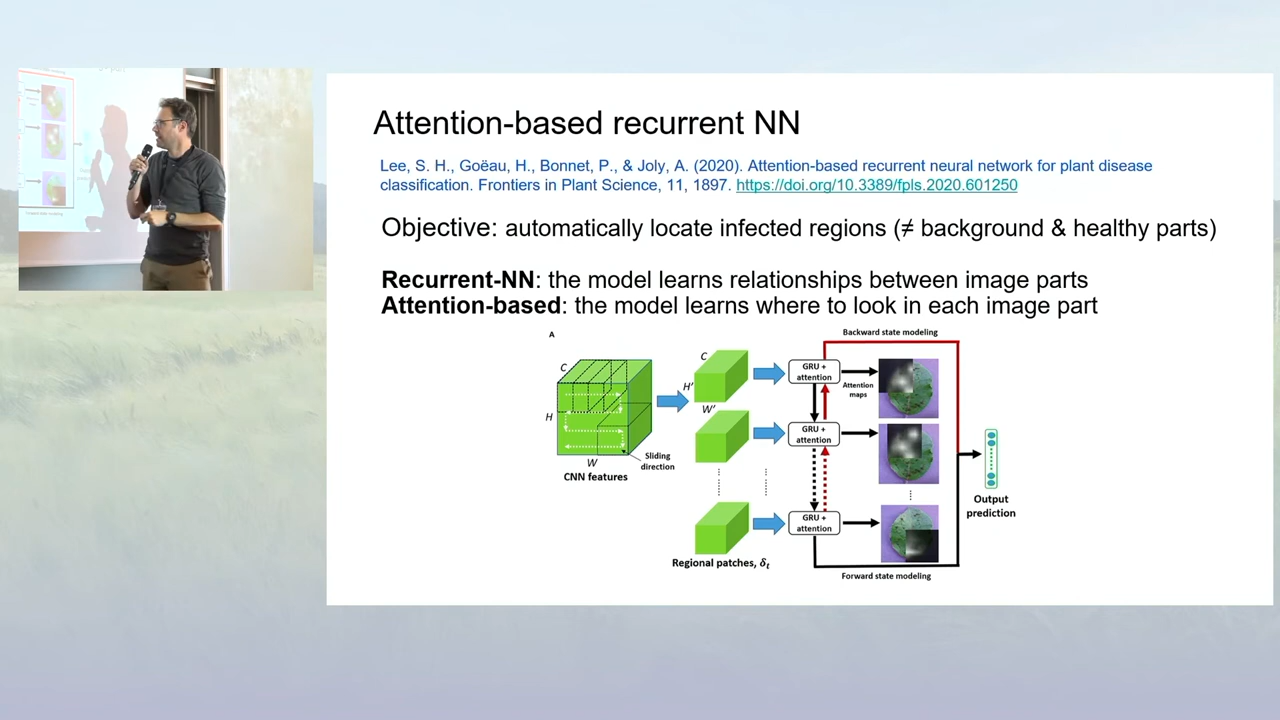 Attention-based recurrent NN
Lee, S. H., Goëau, H., Bonnet, P., & Joly, A. (2020). Attention-based recurrent neural network for plant disease
classification. Frontiers in Plant Science, 11, 1897. https://doi.org/10.3389/fpls.2020.601250
Objective: automatically locate infected regions (≠ background & healthy parts)
Recurrent-NN: the model learns relationships between image parts
Attention-based: the model learns where to look in each image part
A
Backward state modeling
C
H
W
Sliding
direction
CNN features
C
H'
W'
Regional patches, δt
GRU +
attention
GRU +
attention
GRU +
attention
Attention
maps
Output
prediction
Forward state modeling